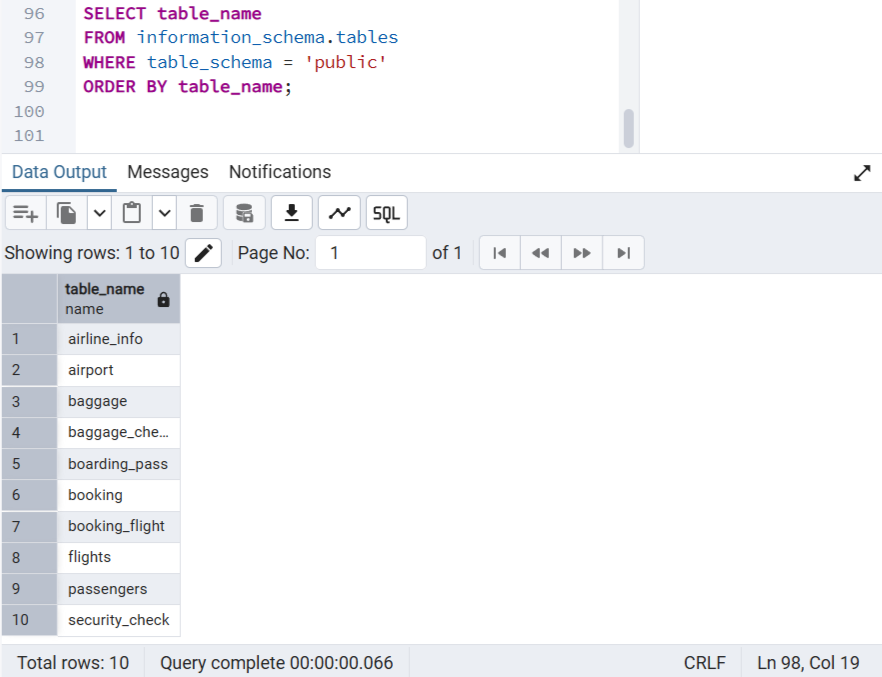 96 SELECT table_name
97 FROM information_schema.tables
98 WHERE table_schema = 'public'
99 ORDER BY table_name;
100
101
Data Output Messages Notifications
SQL
Showing rows: 1 to 10 Page No: 1 of 1
table_name
name
1 airline_info
2 airport
3 baggage
4 baggage_che...
5 boarding_pass
6 booking
7 booking_flight
8 flights
9 passengers
10 security_check
Total rows: 10 Query complete 00:00:00.066 CRLF Ln 98, Col 19